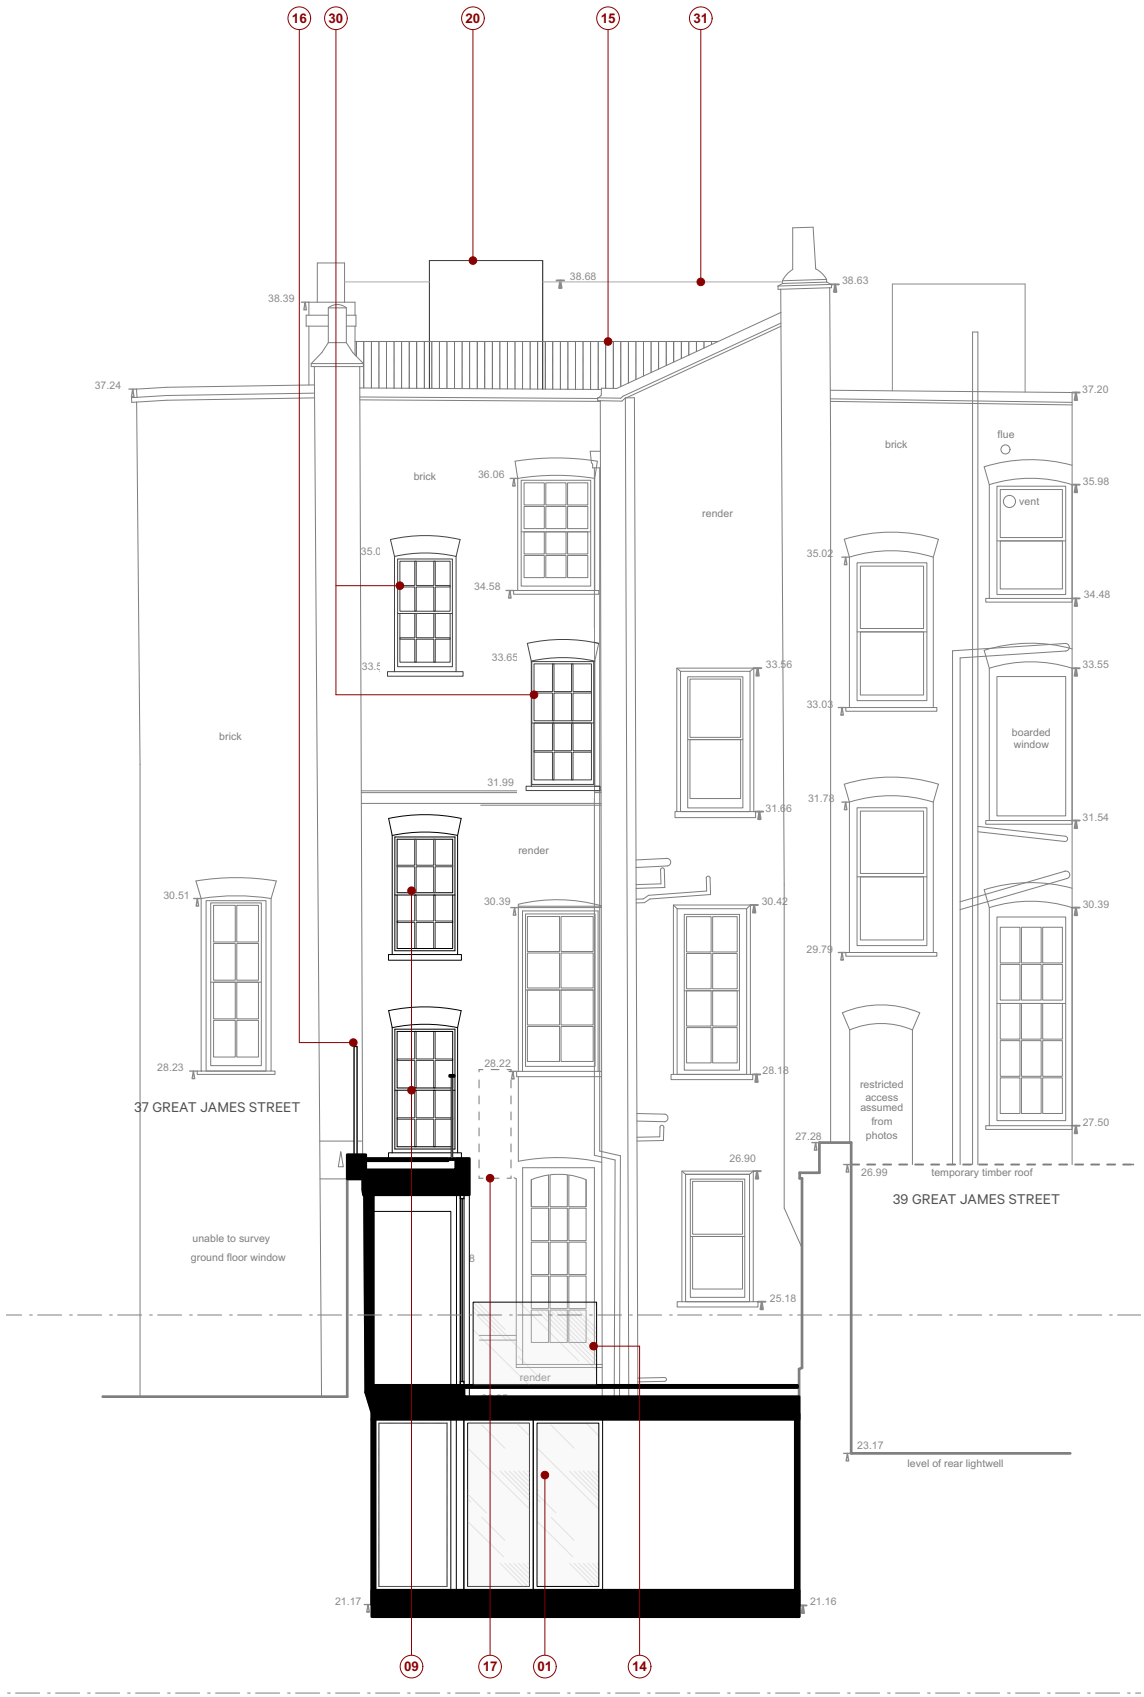 16 30 20 15 31
38.68
38.63
38.39
37.24
37.20
flue
brick
brick
36.06
35.98
vent
render
35.0
35.02
34.58
34.48
33.65
33.5
33.56
33.55
33.03
brick
boarded
window
31.99
31.78
31.66
31.54
render
30.51
30.39
30.42
30.39
29.79
28.22
28.23
28.18
restricted
access
assumed
from
photos
37 GREAT JAMES STREET
27.50
27.28
26.90
26.99
temporary timber roof
39 GREAT JAMES STREET
unable to survey
ground floor window
8
25.18
render
23.17
level of rear lightwell
21.17
21.16
09 17 01 14